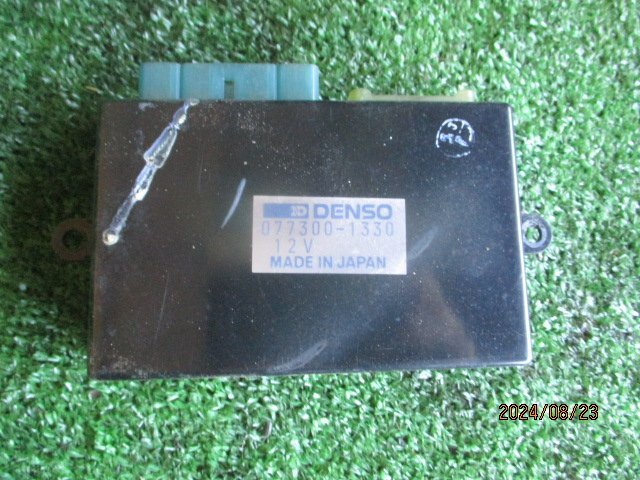 DENSO
077300-1330
12V
MADE IN JAPAN
2024/08/23